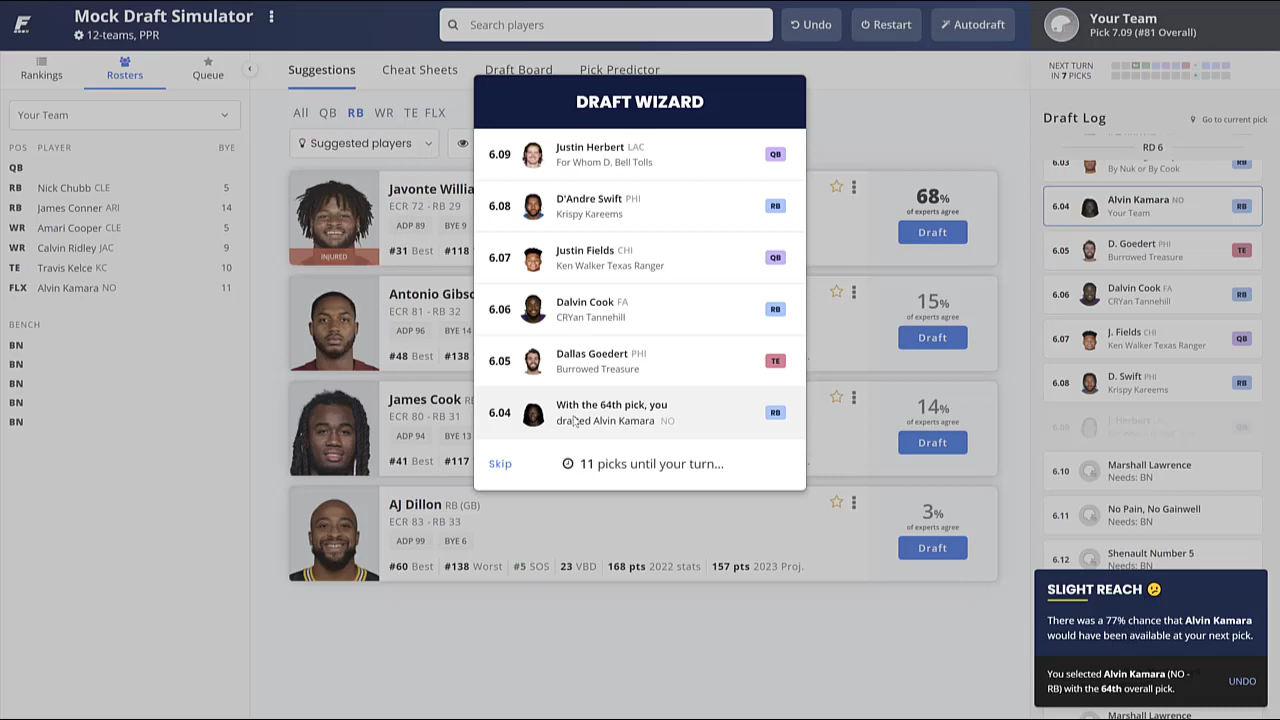 Mock Draft Simulator
12-teams, PPR
Search players
Undo
Restart
Autodraft
Your Team
Pick 7.09 (#81 Overall)
Rankings
Rosters
Queue
Suggestions
Cheat Sheets
Draft Board
Pick Predictor
NEXT TURN
IN 7 PICKS
Your Team
All QB RB WR TE FLX
Suggested players
POS PLAYER BYE
QB
RB Nick Chubb CLE 5
RB James Conner ARI 14
WR Amari Cooper CLE 5
WR Calvin Ridley JAC 9
TE Travis Kelce KC 10
FLX Alvin Kamara NO 11
BENCH
BN
BN
BN
BN
BN
Javonte Willia
ECR 72 - RB 29
ADP 89 BYE 9
#31 Best #118
INJURED
68%
of experts agree
Draft
Antonio Gibso
ECR 81 - RB 32
ADP 96 BYE 14
#48 Best #138
15%
of experts agree
Draft
James Cook
ECR 80 - RB 31
ADP 94 BYE 13
#41 Best #117
14%
of experts agree
Draft
AJ Dillon RB (GB)
ECR 83 - RB 33
ADP 99 BYE 6
#60 Best #138 Worst #5 SOS 23 VBD 168 pts 2022 stats 157 pts 2023 Proj.
3%
of experts agree
Draft
DRAFT WIZARD
6.09 Justin Herbert LAC QB
For Whom D. Bell Tolls
6.08 D'Andre Swift PHI RB
Krispy Kareems
6.07 Justin Fields CHI QB
Ken Walker Texas Ranger
6.06 Dalvin Cook FA RB
CRYan Tannehill
6.05 Dallas Goedert PHI TE
Burrowed Treasure
6.04 With the 64th pick, you RB
drafted Alvin Kamara NO
Skip
11 picks until your turn...
Draft Log
Go to current pick
RD 6
6.03 RB
By Nuk or By Cook
6.04 Alvin Kamara NO RB
Your Team
6.05 D. Goedert PHI TE
Burrowed Treasure
6.06 Dalvin Cook FA RB
CRYan Tannehill
6.07 J. Fields CHI QB
Ken Walker Texas Ranger
6.08 D. Swift PHI RB
Krispy Kareems
6.10 Marshall Lawrence
Needs: BN
6.11 No Pain, No Gainwell
Needs: BN
6.12 Shenault Number 5
Needs: BN
SLIGHT REACH
There was a 77% chance that Alvin Kamara
would have been available at your next pick.
You selected Alvin Kamara (NO -
RB) with the 64th overall pick.
UNDO
Marshall Lawrence